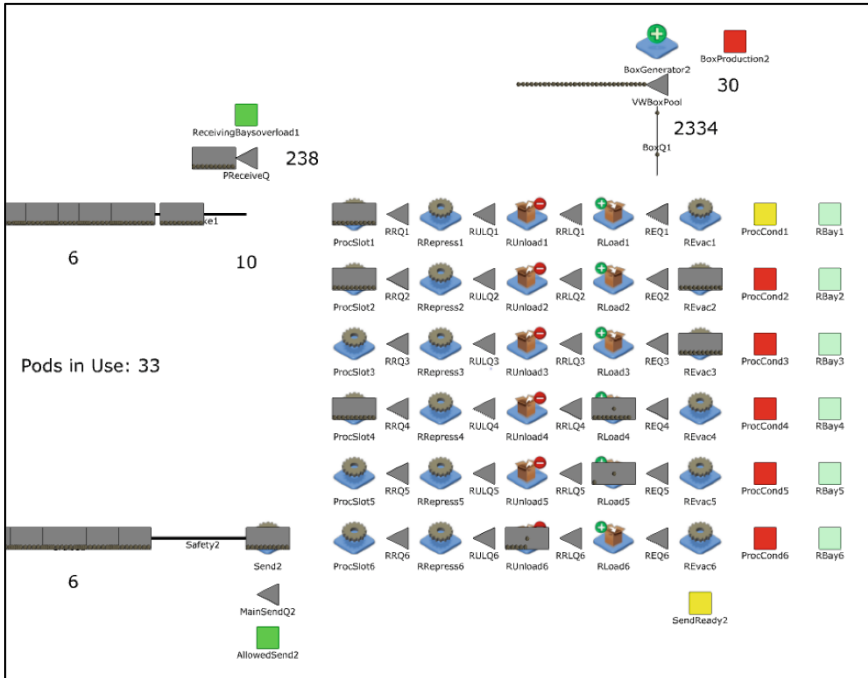 BoxGenerator2
BoxProduction2
30
VWBoxPool
2334
BoxQ1
ReceivingBaysoverload1
PReceiveQ
238
6
10
ProcSlot1 RRQ1 RRepress1 RULQ1 RUnload1 RRLQ1 RLoad1 REQ1 REvac1 ProcCond1 RBay1
ProcSlot2 RRQ2 RRepress2 RULQ2 RUnload2 RRLQ2 RLoad2 REQ2 REvac2 ProcCond2 RBay2
Pods in Use: 33
ProcSlot3 RRQ3 RRepress3 RULQ3 RUnload3 RRLQ3 RLoad3 REQ3 REvac3 ProcCond3 RBay3
ProcSlot4 RRQ4 RRepress4 RULQ4 RUnload4 RRLQ4 RLoad4 REQ4 REvac4 ProcCond4 RBay4
ProcSlot5 RRQ5 RRepress5 RULQ5 RUnload5 RRLQ5 RLoad5 REQ5 REvac5 ProcCond5 RBay5
Safety2
Send2 ProcSlot6 RRQ6 RRepress6 RULQ6 RUnload6 RRLQ6 RLoad6 REQ6 REvac6 ProcCond6 RBay6
6
MainSendQ2
SendReady2
AllowedSend2